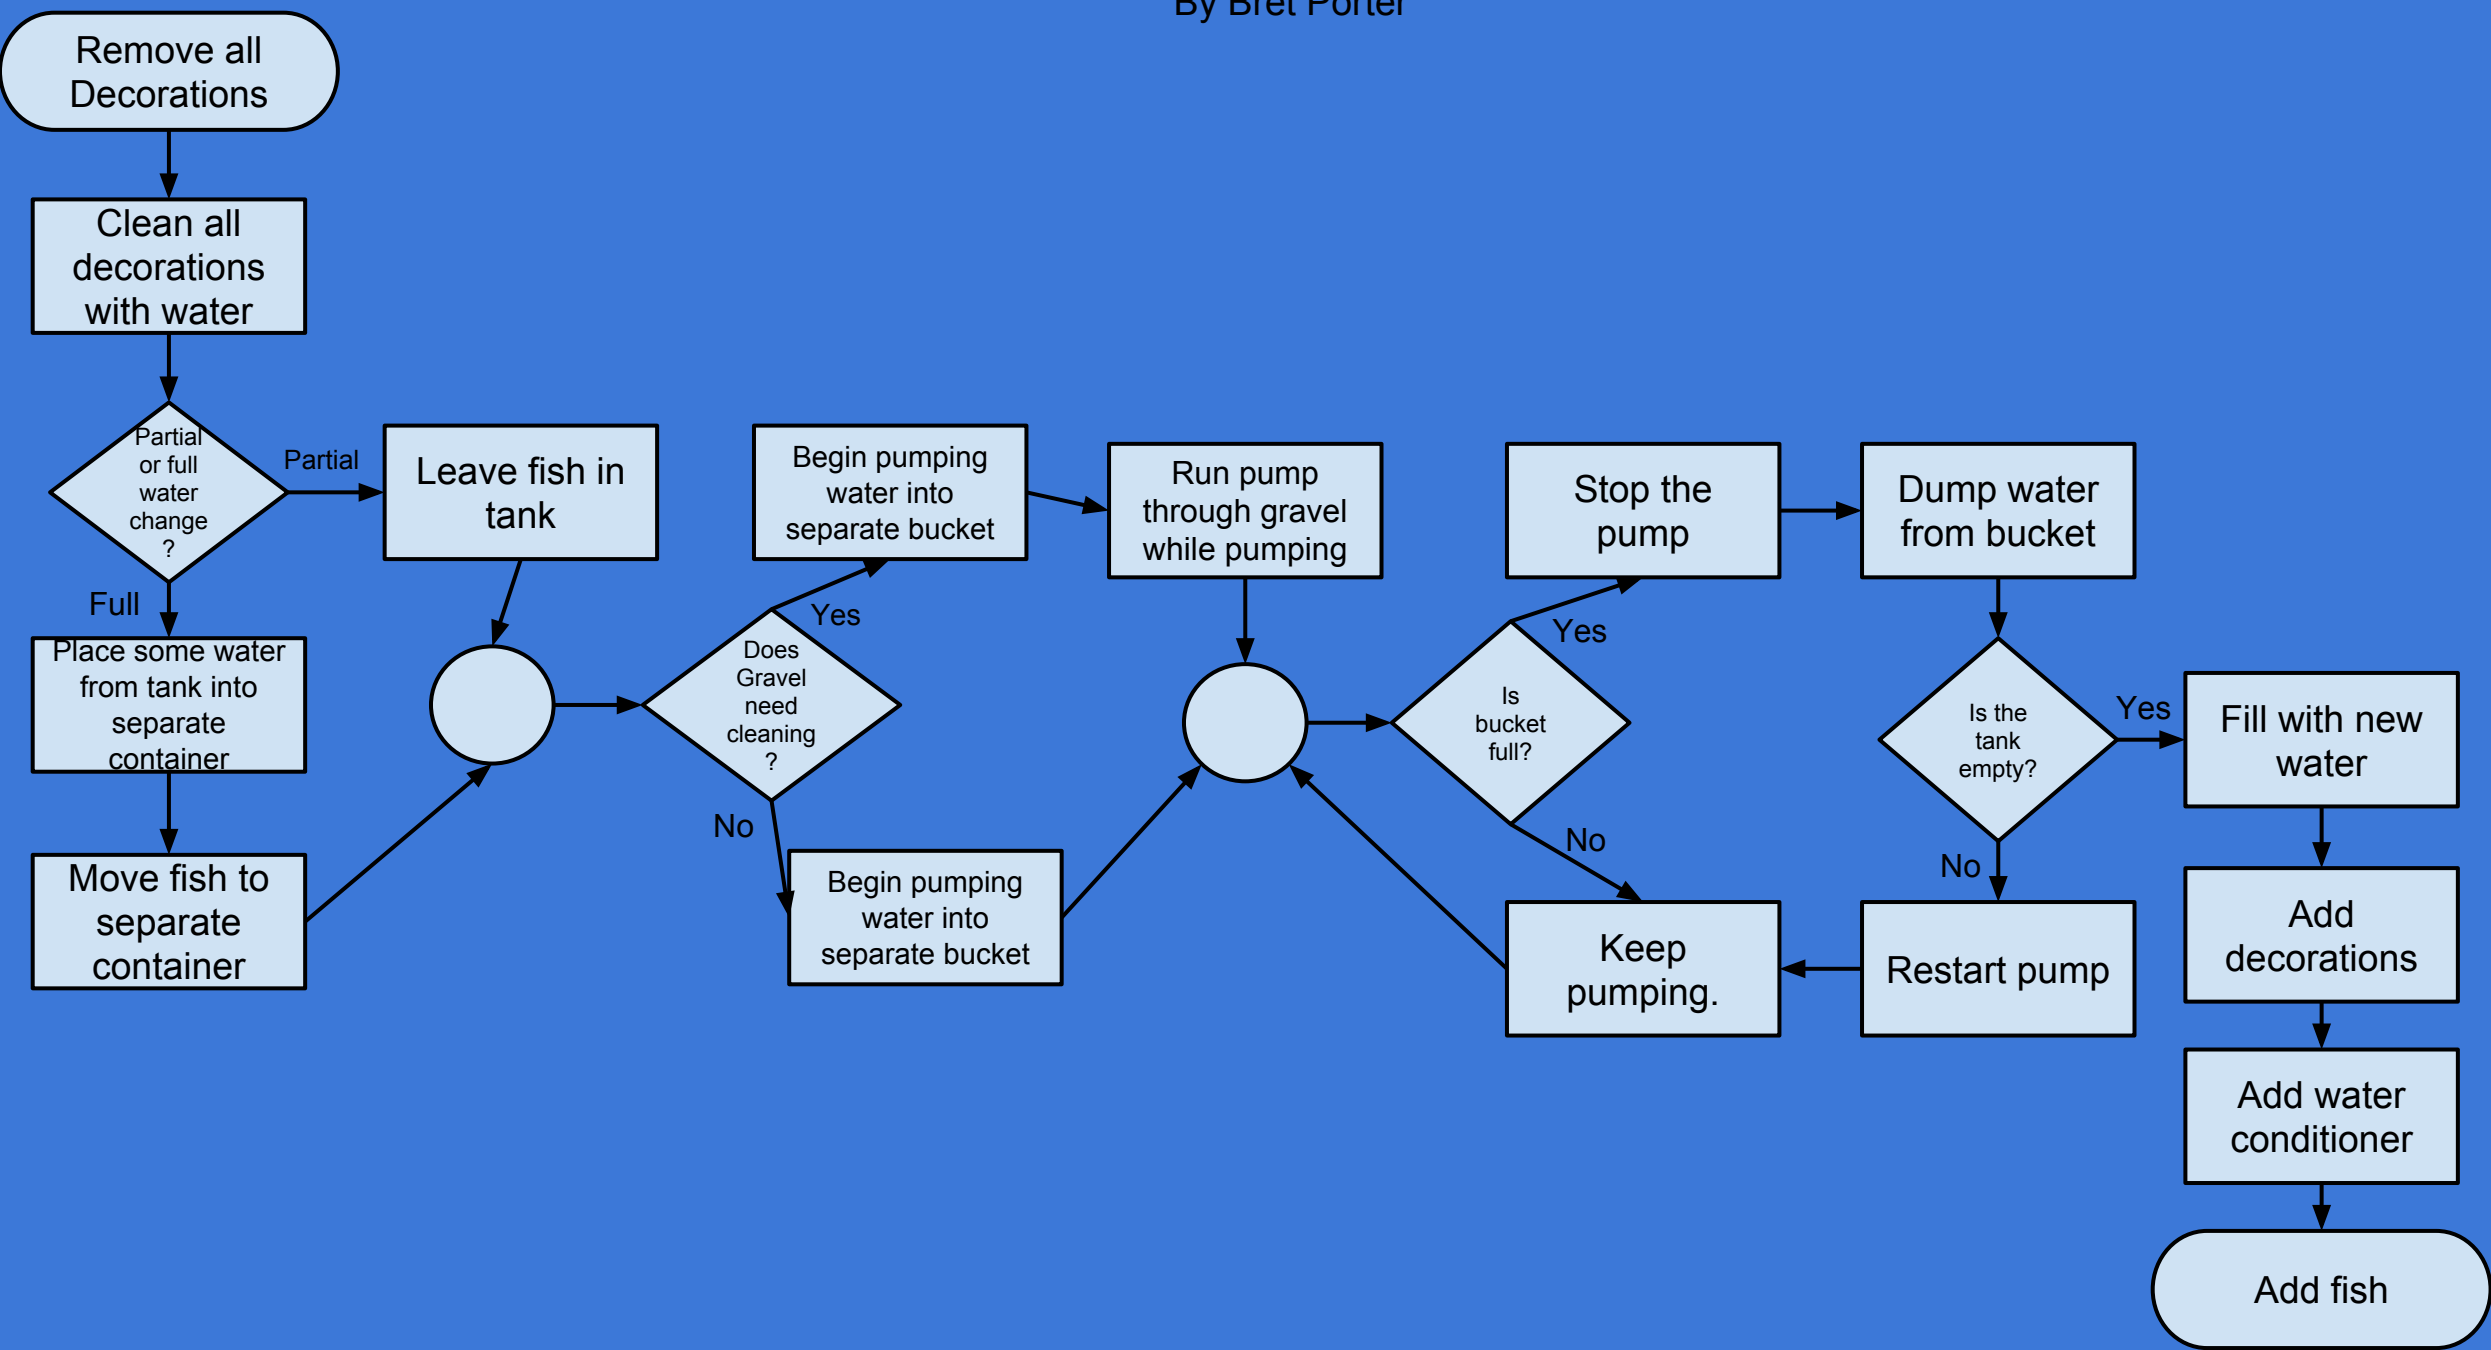 By Bret Porter
Remove all
Decorations
Clean all
decorations
with water
Partial
or full
water
change
?
Partial
Full
Leave fish in
tank
Place some water
from tank into
separate
container
Move fish to
separate
container
Does
Gravel
need
cleaning
?
Yes
No
Begin pumping
water into
separate bucket
Run pump
through gravel
while pumping
Begin pumping
water into
separate bucket
Is
bucket
full?
Yes
No
Stop the
pump
Dump water
from bucket
Keep
pumping.
Is the
tank
empty?
Yes
No
Restart pump
Fill with new
water
Add
decorations
Add water
conditioner
Add fish